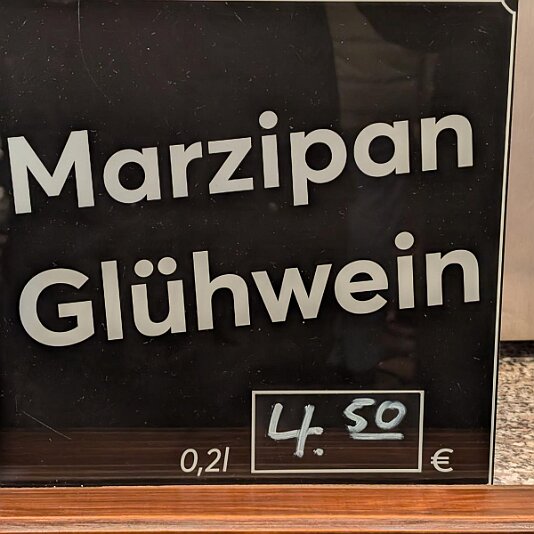 Marzipan
Glühwein
0,2l 4.50 €